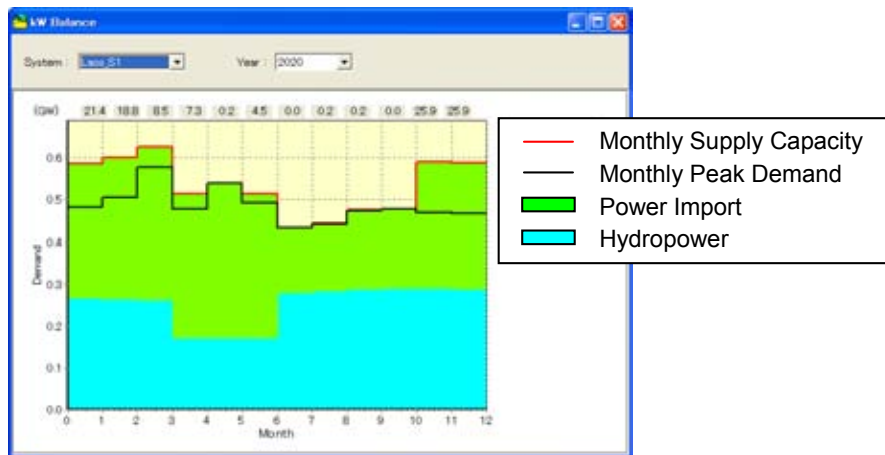 kW Balance
System : Laos_S1 Year : 2020
(GW) 21.4 18.8 8.5 7.3 0.2 4.5 0.0 0.2 0.2 0.0 25.9 25.9
Monthly Supply Capacity
Monthly Peak Demand
Power Import
Hydropower
0.6
0.5
0.4
0.3
0.2
0.1
0.0
Demand
0 1 2 3 4 5 6 7 8 9 10 11 12
Month